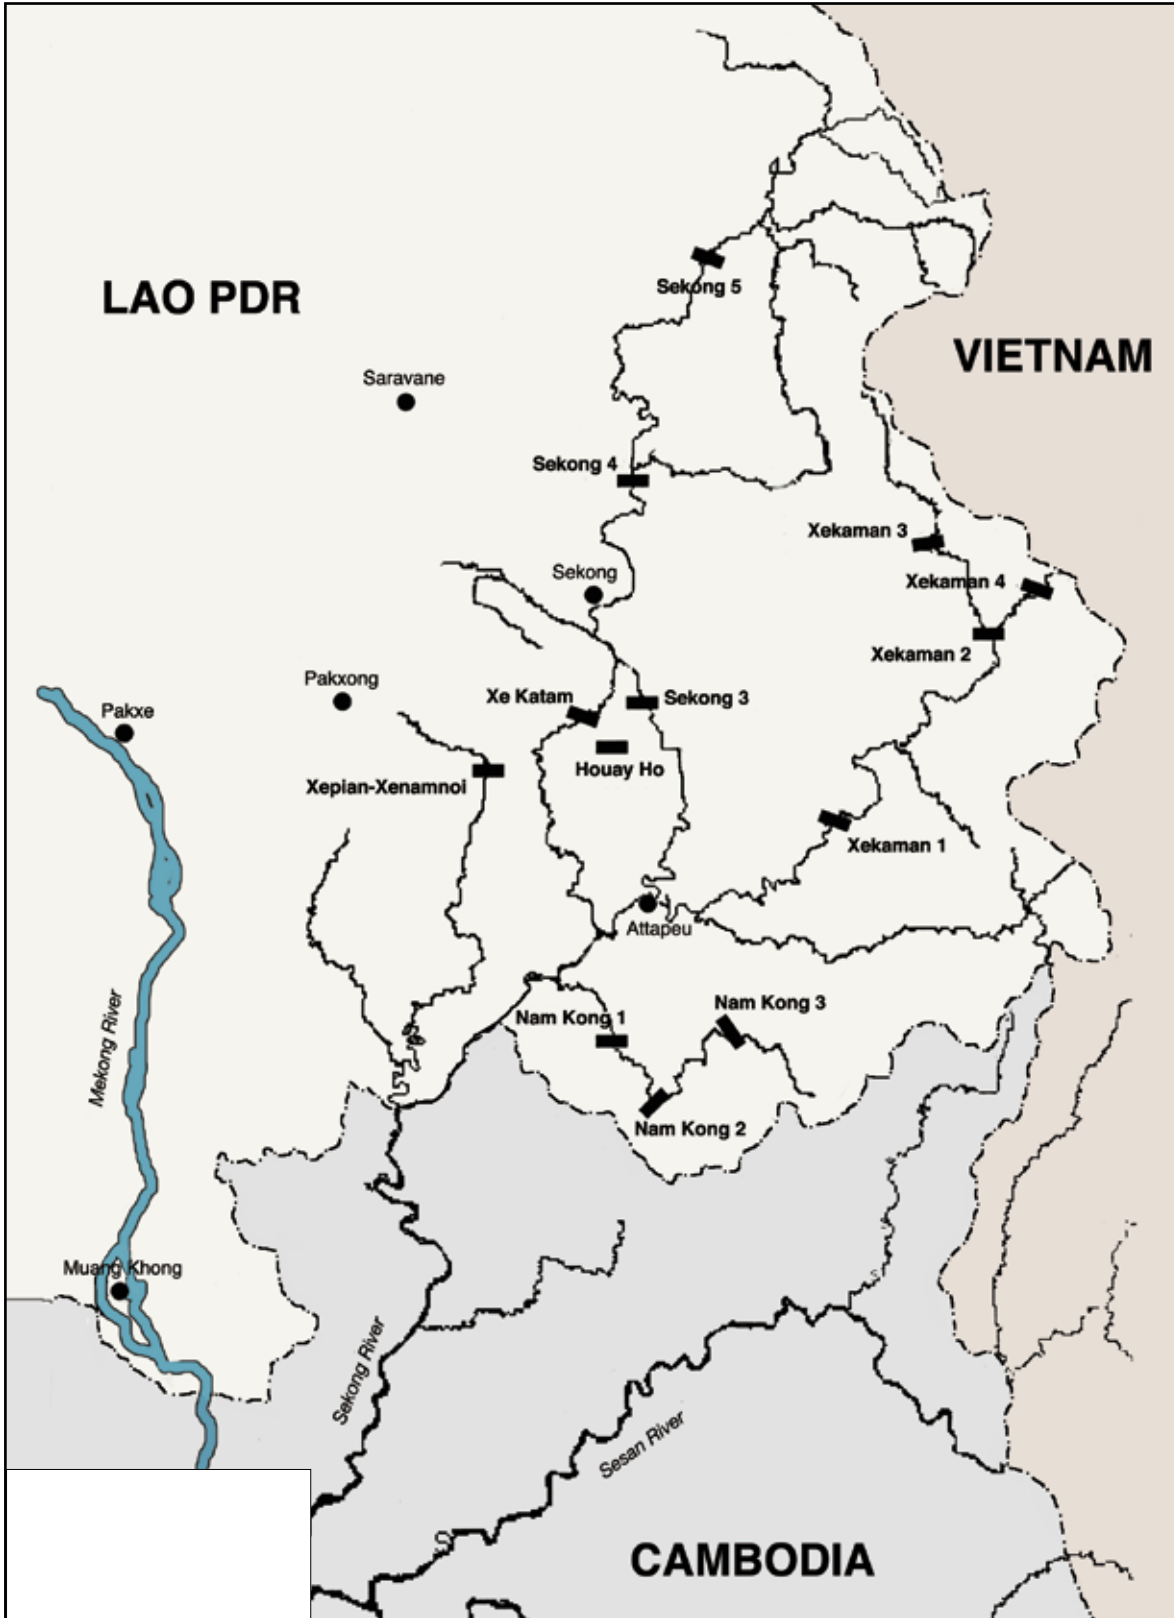 Sekong 5
LAO PDR
VIETNAM
Saravane
Sekong 4
Xekaman 3
Sekong
Xekaman 4
Xekaman 2
Pakxong
Xe Katam
Sekong 3
Pakxe
Houay Ho
Xepian-Xenamnoi
Xekaman 1
Attapeu
Mekong River
Nam Kong 3
Nam Kong 1
Nam Kong 2
Muang Khong
Sekong River
Sesan River
CAMBODIA